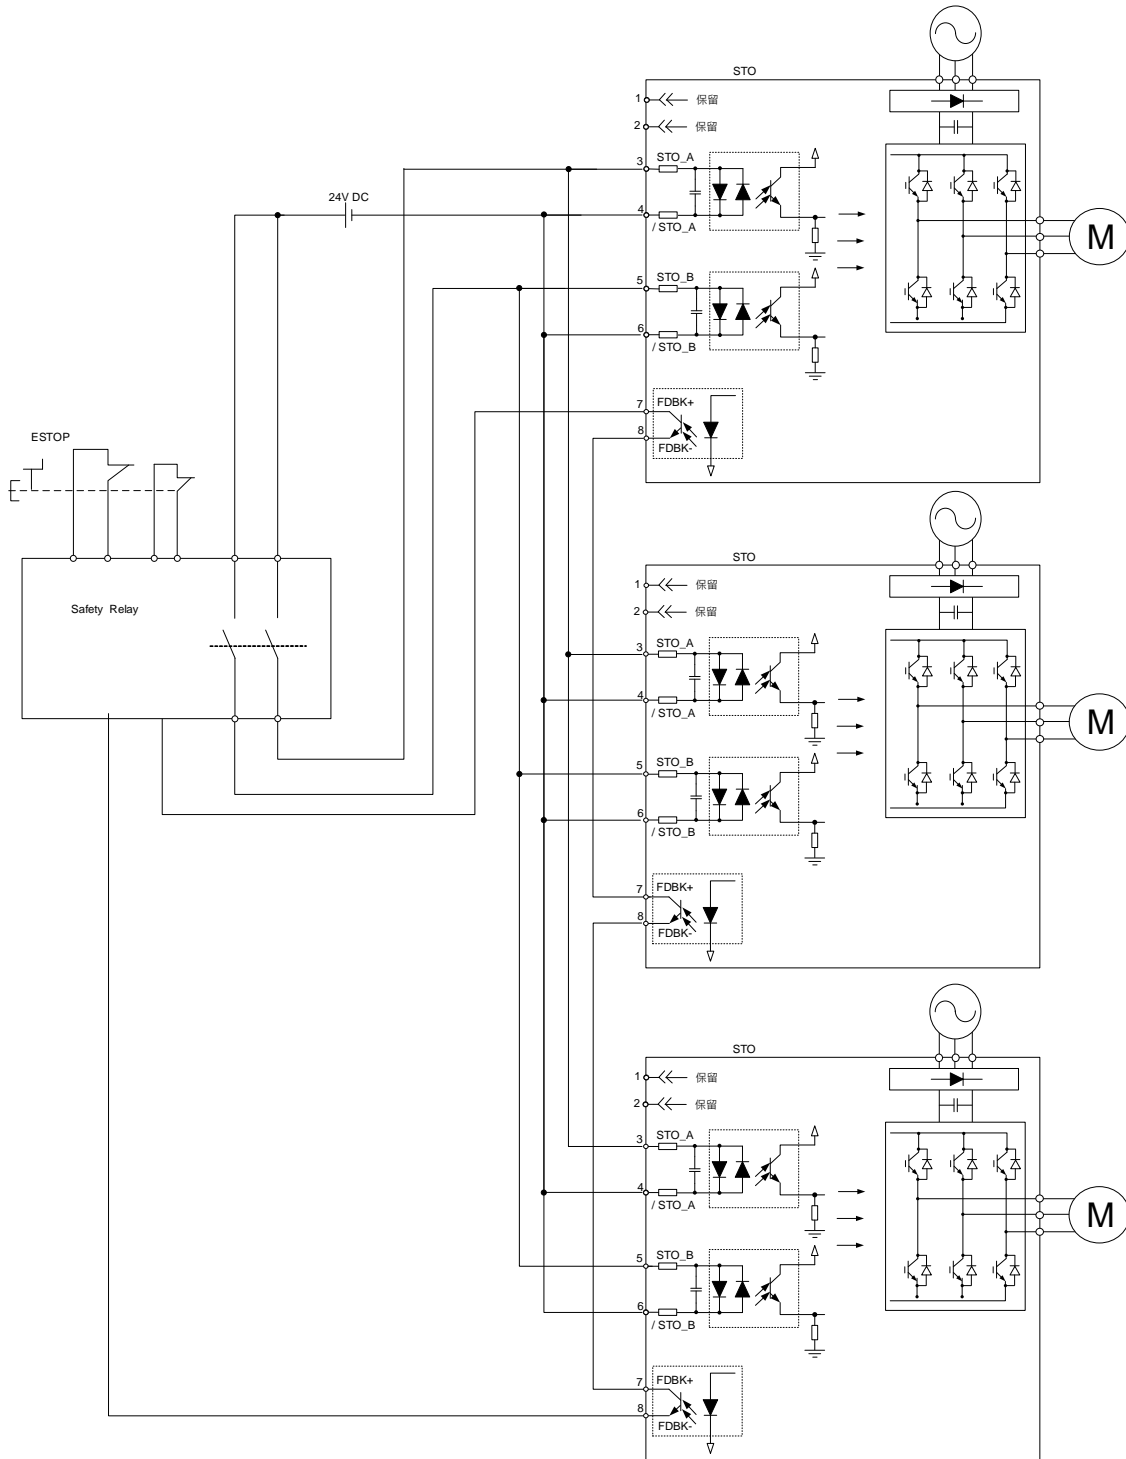 STO
1 保留
2 保留
3 STO_A
24V DC
4 / STO_A
M
5 STO_B
6 / STO_B
7 FDBK+
8 FDBK-
ESTOP
Safety Relay
STO
1 保留
2 保留
3 STO_A
4 / STO_A
M
5 STO_B
6 / STO_B
7 FDBK+
8 FDBK-
STO
1 保留
2 保留
3 STO_A
4 / STO_A
M
5 STO_B
6 / STO_B
7 FDBK+
8 FDBK-